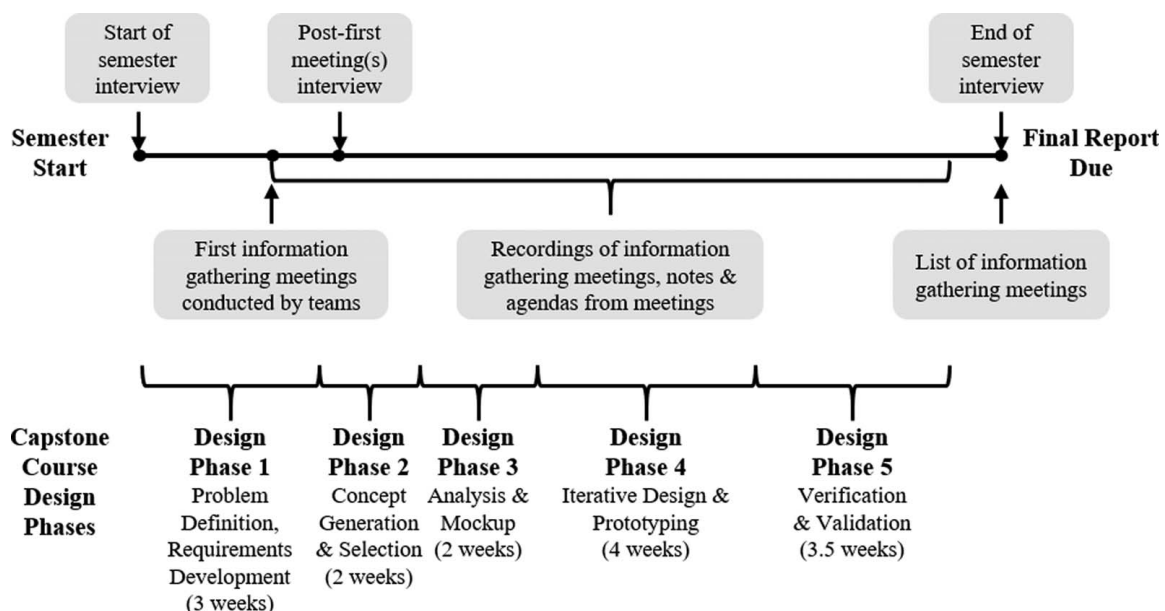 Start of
semester
interview
Post-first
meeting(s)
interview
End of
semester
interview
Semester
Start
Final Report
Due
First information
gathering meetings
conducted by teams
Recordings of information
gathering meetings, notes &
agendas from meetings
List of information
gathering meetings
Capstone
Course
Design
Phases
Design
Phase 1
Problem
Definition,
Requirements
Development
(3 weeks)
Design
Phase 2
Concept
Generation
& Selection
(2 weeks)
Design
Phase 3
Analysis &
Mockup
(2 weeks)
Design
Phase 4
Iterative Design &
Prototyping
(4 weeks)
Design
Phase 5
Verification
& Validation
(3.5 weeks)